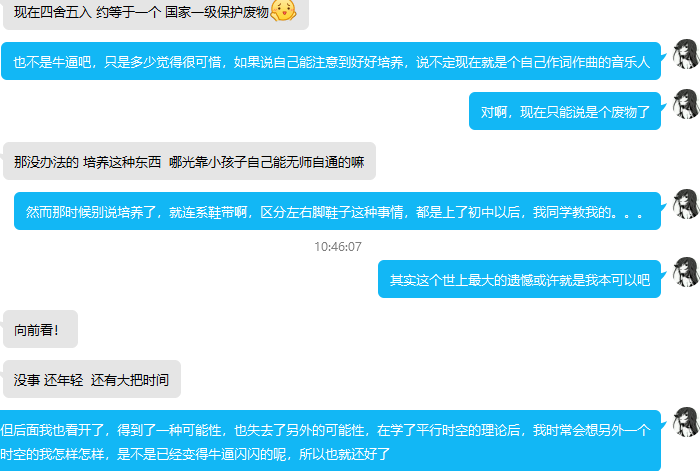 现在四舍五入 约等于一个 国家一级保护废物
也不是牛逼吧，只是多少觉得很可惜，如果说自己能注意到好好培养，说不定现在就是个自己作词作曲的音乐人
对啊，现在只能说是个废物了
那没办法的 培养这种东西 哪光靠小孩子自己能无师自通的嘛
然而那时候别说培养了，就连系鞋带啊，区分左右脚鞋子这种事情，都是上了初中以后，我同学教我的。。。
10:46:07
其实这个世上最大的遗憾或许就是我本可以吧
向前看！
没事 还年轻 还有大把时间
但后面我也看开了，得到了一种可能性，也失去了另外的可能性，在学了平行时空的理论后，我时常会想另外一个
时空的我怎样怎样，是不是已经变得牛逼闪闪的呢，所以也就还好了